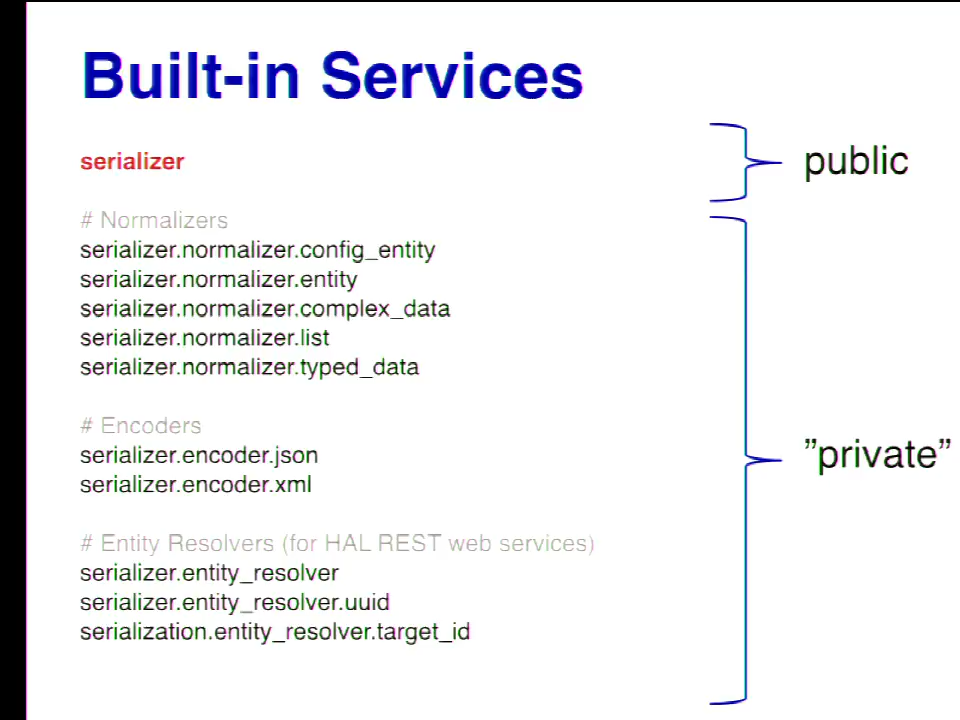 Built-in Services
serializer
public
# Normalizers
serializer.normalizer.config_entity
serializer.normalizer.entity
serializer.normalizer.complex_data
serializer.normalizer.list
serializer.normalizer.typed_data
# Encoders
serializer.encoder.json
serializer.encoder.xml
”private”
# Entity Resolvers (for HAL REST web services)
serializer.entity_resolver
serializer.entity_resolver.uuid
serialization.entity_resolver.target_id